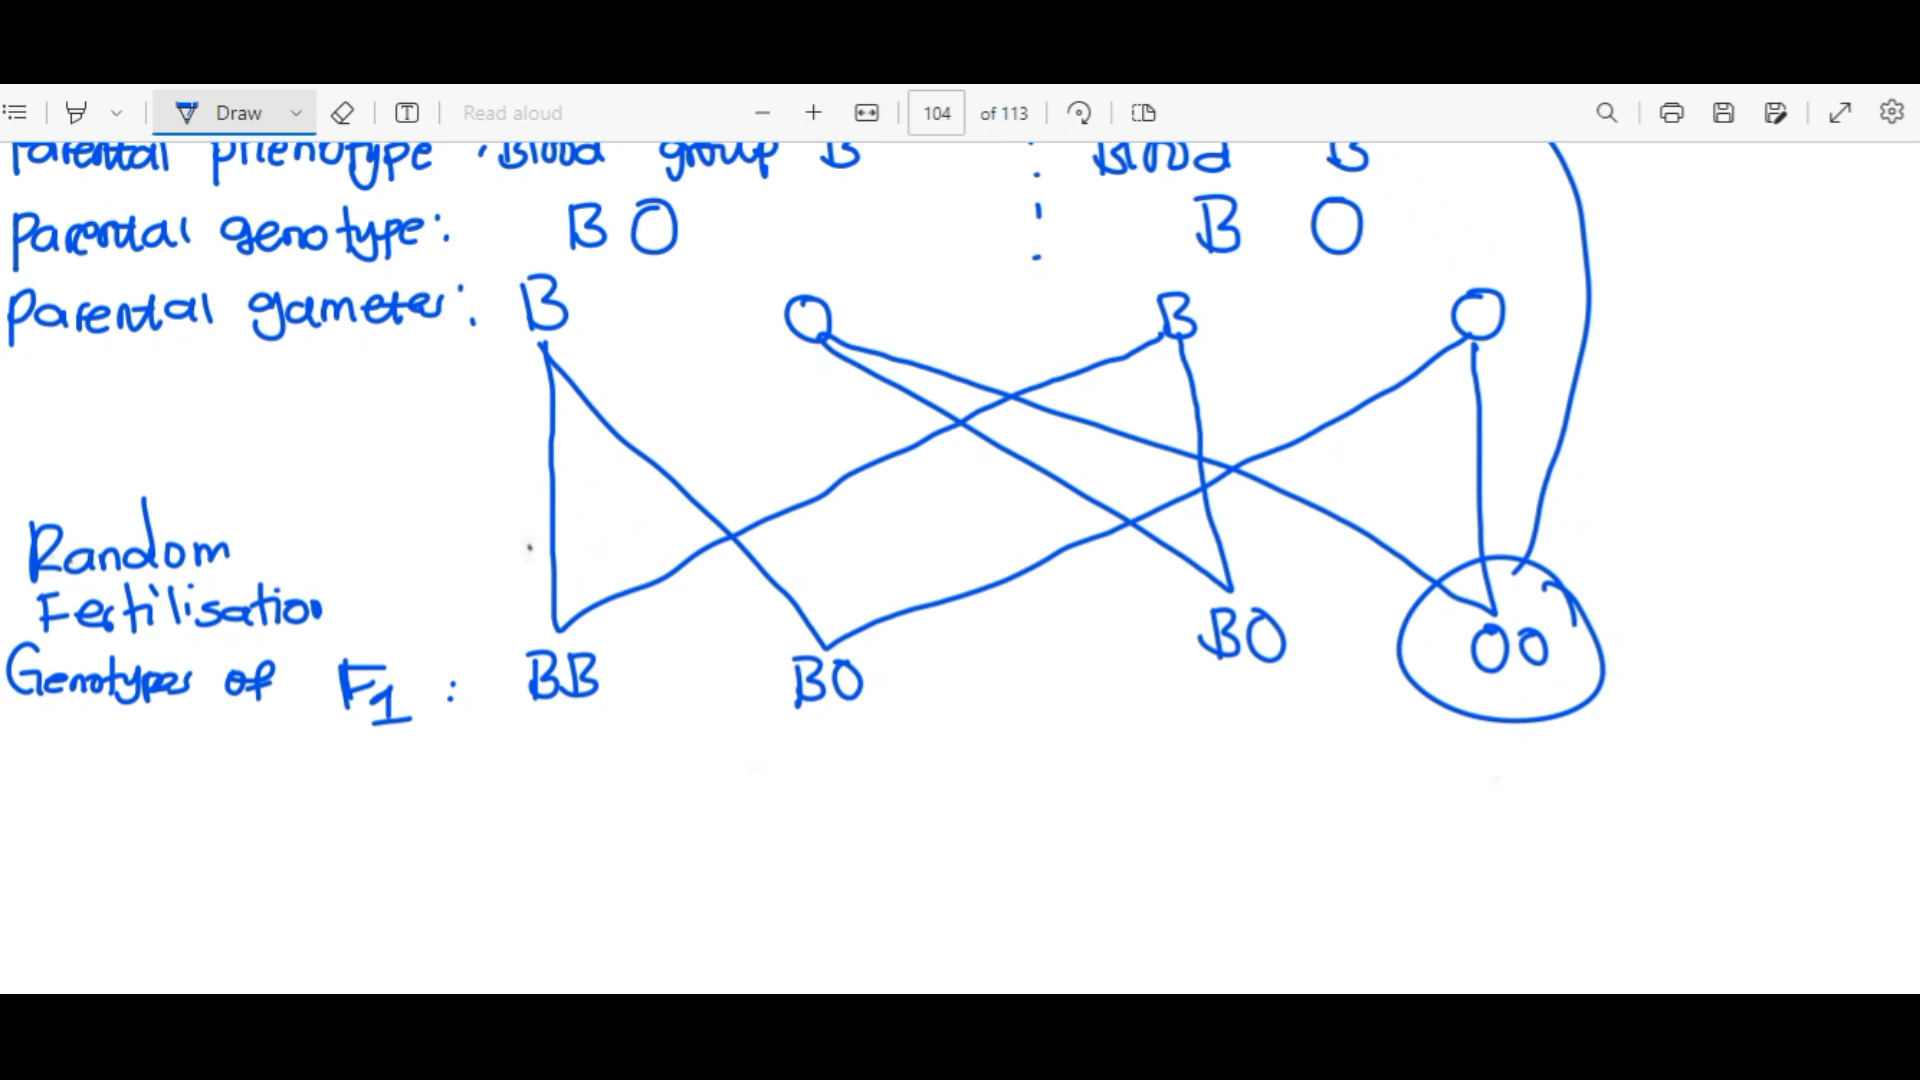 Draw Read aloud 104 of 113
Parental phenotype : Blood group B Blood B
Parental genotype: B O B O
Parental gametes: B O B O
Random
Fertilisation
Genotypes of F1 : BB BO BO OO